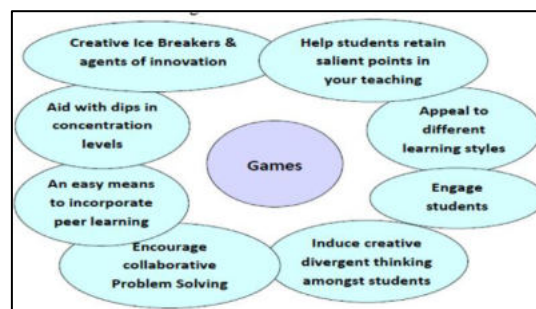 Creative Ice Breakers &
agents of innovation
Help students retain
salient points in
your teaching
Aid with dips in
concentration
levels
Appeal to
different
learning styles
Games
An easy means
to incorporate
peer learning
Engage
students
Encourage
collaborative
Problem Solving
Induce creative
divergent thinking
amongst students